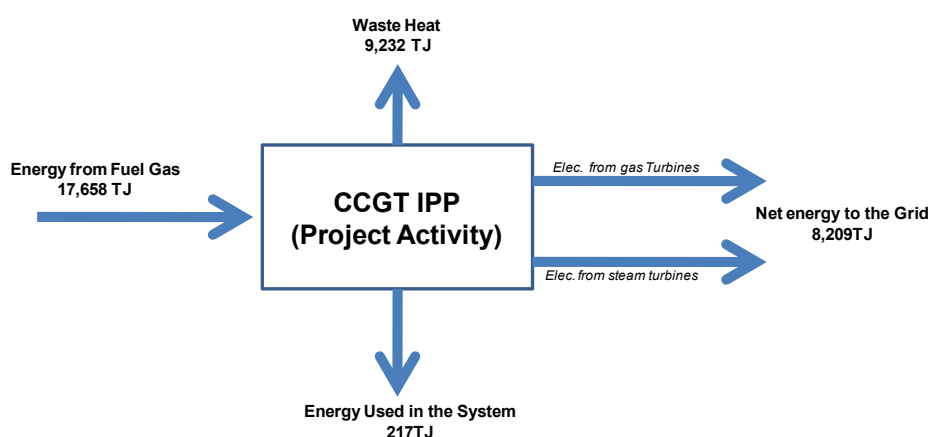 Waste Heat
9,232 TJ
Energy from Fuel Gas
17,658 TJ
CCGT IPP
(Project Activity)
Elec. from gas Turbines
Net energy to the Grid
8,209TJ
Elec. from steam turbines
Energy Used in the System
217TJ